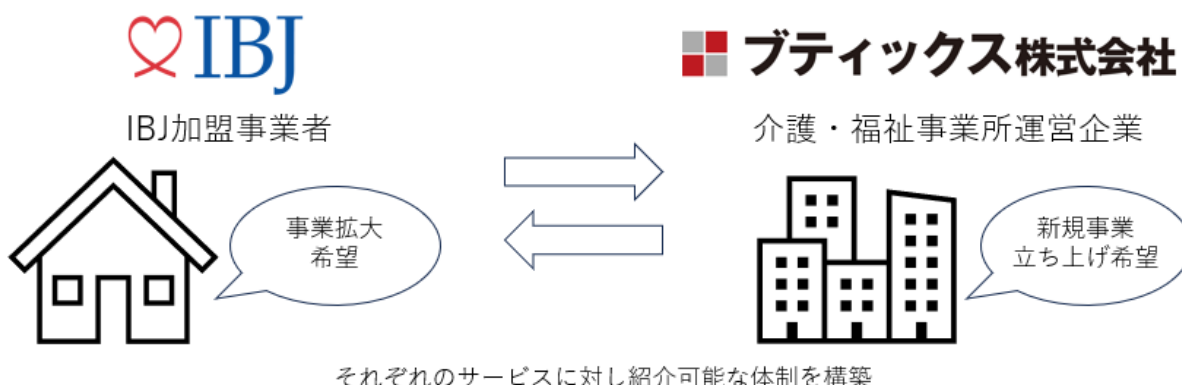 IBJ
ブティックス株式会社
IBJ加盟事業者
介護・福祉事業所運営企業
事業拡大
希望
新規事業
立ち上げ希望
それぞれのサービスに対し紹介可能な体制を構築